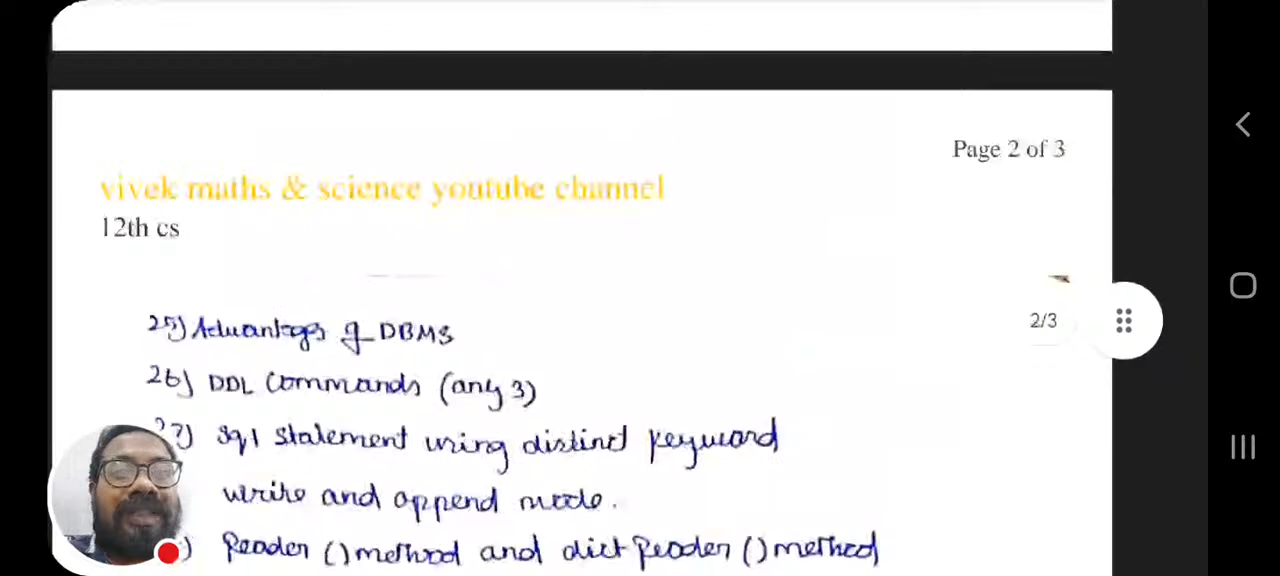 Page 2 of 3
vivek maths & science youtube channel
12th cs
25) Advantages of DBMS
2/3
26) DDL Commands (any 3)
27) Sql statement using distinct keyword
write and append mode.
) Reader () method and dict Reader () method